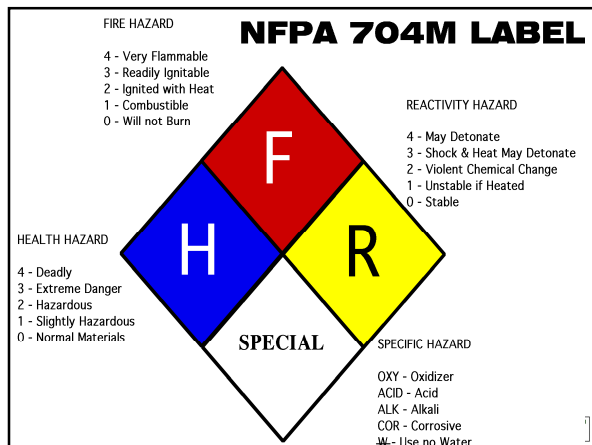 NFPA 704M LABEL
FIRE HAZARD
4 - Very Flammable
3 - Readily Ignitable
2 - Ignited with Heat
1 - Combustible
0 - Will not Burn
REACTIVITY HAZARD
4 - May Detonate
3 - Shock & Heat May Detonate
2 - Violent Chemical Change
1 - Unstable if Heated
0 - Stable
F
H
R
SPECIAL
HEALTH HAZARD
4 - Deadly
3 - Extreme Danger
2 - Hazardous
1 - Slightly Hazardous
0 - Normal Materials
SPECIFIC HAZARD
OXY - Oxidizer
ACID - Acid
ALK - Alkali
COR - Corrosive
W - Use no Water